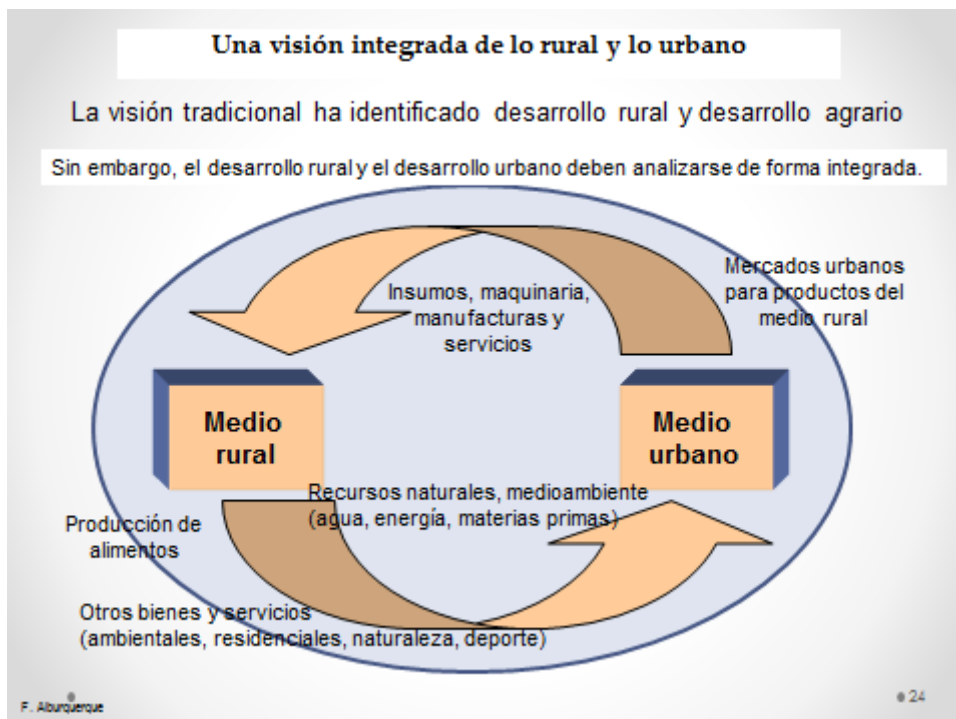 Una visión integrada de lo rural y lo urbano
La visión tradicional ha identificado desarrollo rural y desarrollo agrario
Sin embargo, el desarrollo rural y el desarrollo urbano deben analizarse de forma integrada.
Mercados urbanos
para productos del
medio rural
Insumos, maquinaria,
manufacturas y
servicios
Medio
rural
Medio
urbano
Recursos naturales, medioambiente
(agua, energía, materias primas)
Producción de
alimentos
Otros bienes y servicios
(ambientales, residenciales, naturaleza, deporte)
F. Alburquerque
24